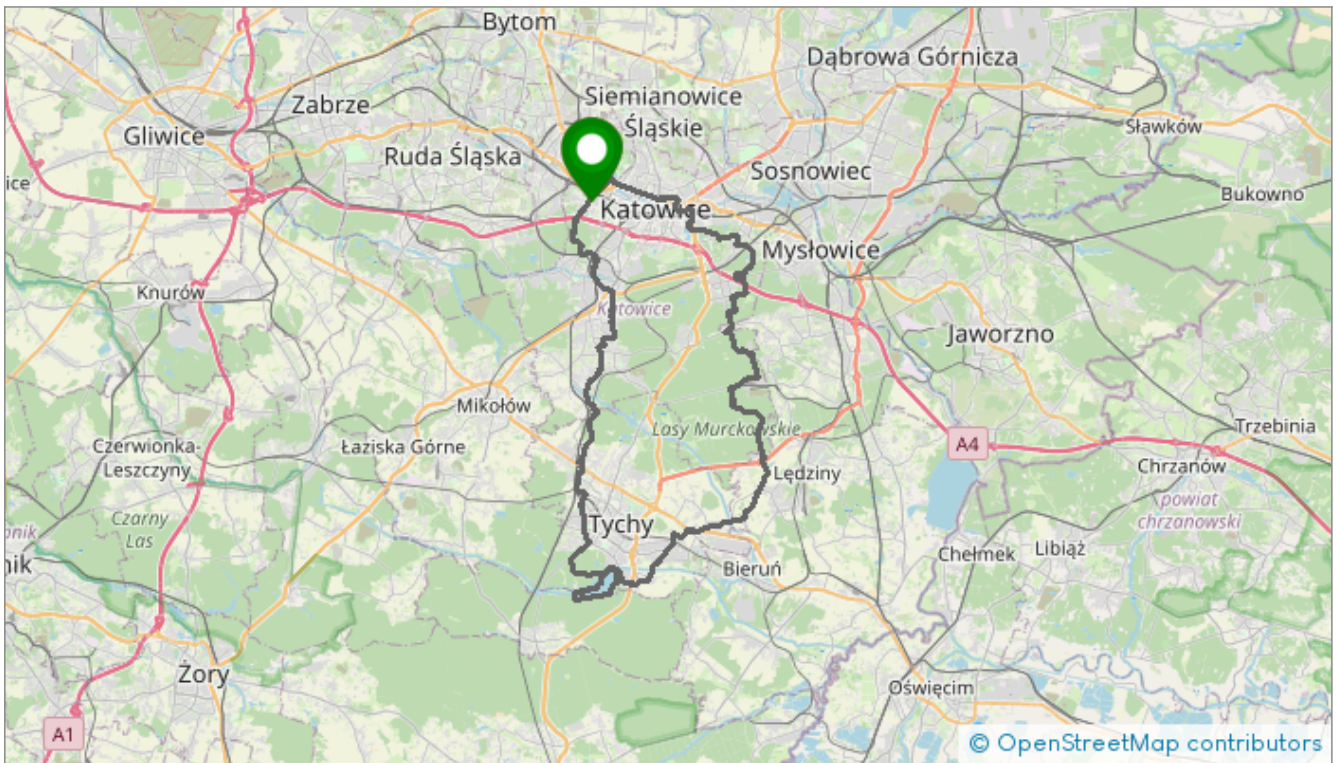 Bytom
Dąbrowa Górnicza
Siemianowice
Śląskie
Zabrze
Gliwice
Sławków
Ruda Śląska
Sosnowiec
ice
Bukowno
Katowice
Mysłowice
Knurów
Katowice
Jaworzno
Mikołów
Lasy Murckowskie
Trzebinia
Czerwionka-
Leszczyny
Łaziska Górne
A4
Chrzanów
Lędziny
powiat
chrzanowski
Czarny
Las
Tychy
Chełmek
Libiąż
Bieruń
nik
Żory
Oświęcim
A1
© OpenStreetMap contributors